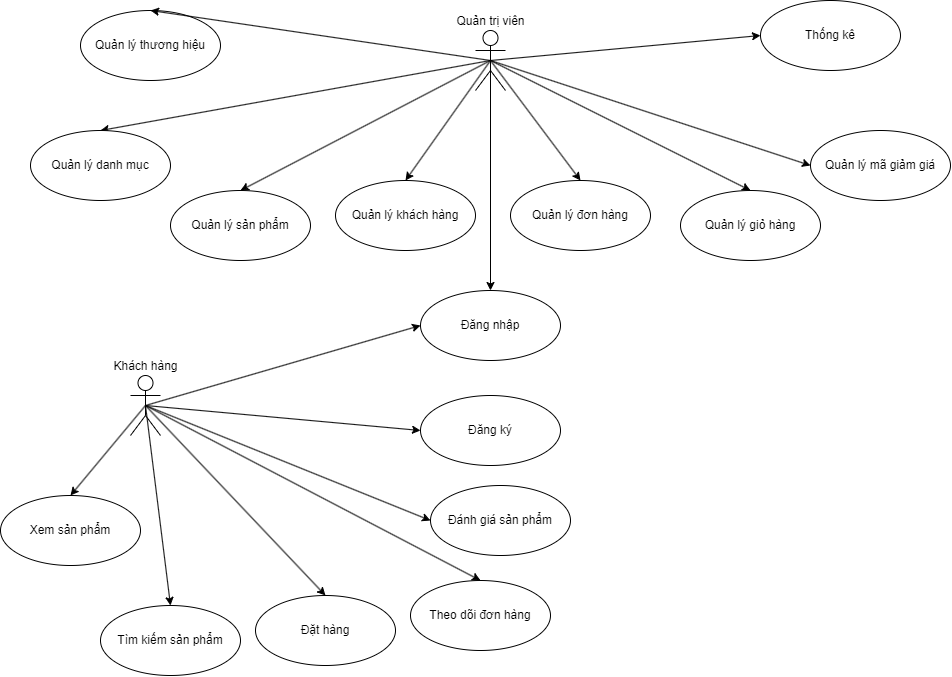 Quản trị viên
Quản lý thương hiệu
Thống kê
Quản lý danh mục
Quản lý mã giảm giá
Quản lý sản phẩm
Quản lý khách hàng
Quản lý đơn hàng
Quản lý giỏ hàng
Đăng nhập
Khách hàng
Đăng ký
Đánh giá sản phẩm
Xem sản phẩm
Theo dõi đơn hàng
Đặt hàng
Tìm kiếm sản phẩm